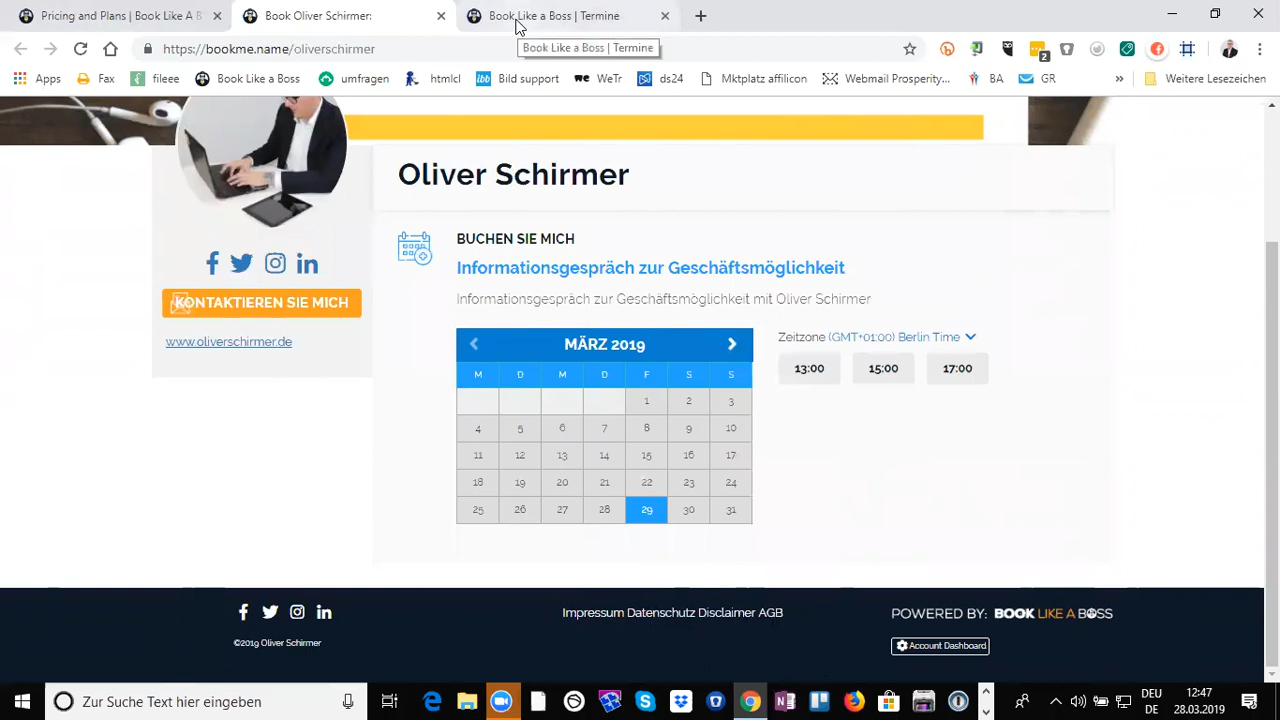 Pricing and Plans | Book Like A B
Book Oliver Schirmer:
Book Like a Boss | Termine
https://bookme.name/oliverschirmer
Book Like a Boss | Termine
2
Apps
Fax
fileee
Book Like a Boss
umfragen
htmlcl
ibb Bild support
WeTr
ds24
Mktplatz affilicon
Webmail Prosperity...
BA
GR
»
Weitere Lesezeichen
Oliver Schirmer
BUCHEN SIE MICH
Informationsgespräch zur Geschäftsmöglichkeit
Informationsgespräch zur Geschäftsmöglichkeit mit Oliver Schirmer
KONTAKTIEREN SIE MICH
www.oliverschirmer.de
MÄRZ 2019
M D M D F S S
1 2 3
4 5 6 7 8 9 10
11 12 13 14 15 16 17
18 19 20 21 22 23 24
25 26 27 28 29 30 31
Zeitzone (GMT+01:00) Berlin Time
13:00 15:00 17:00
©2019 Oliver Schirmer
Impressum Datenschutz Disclaimer AGB
POWERED BY: BOOK LIKE A BOSS
Account Dashboard
Zur Suche Text hier eingeben
DEU
DE
12:47
28.03.2019